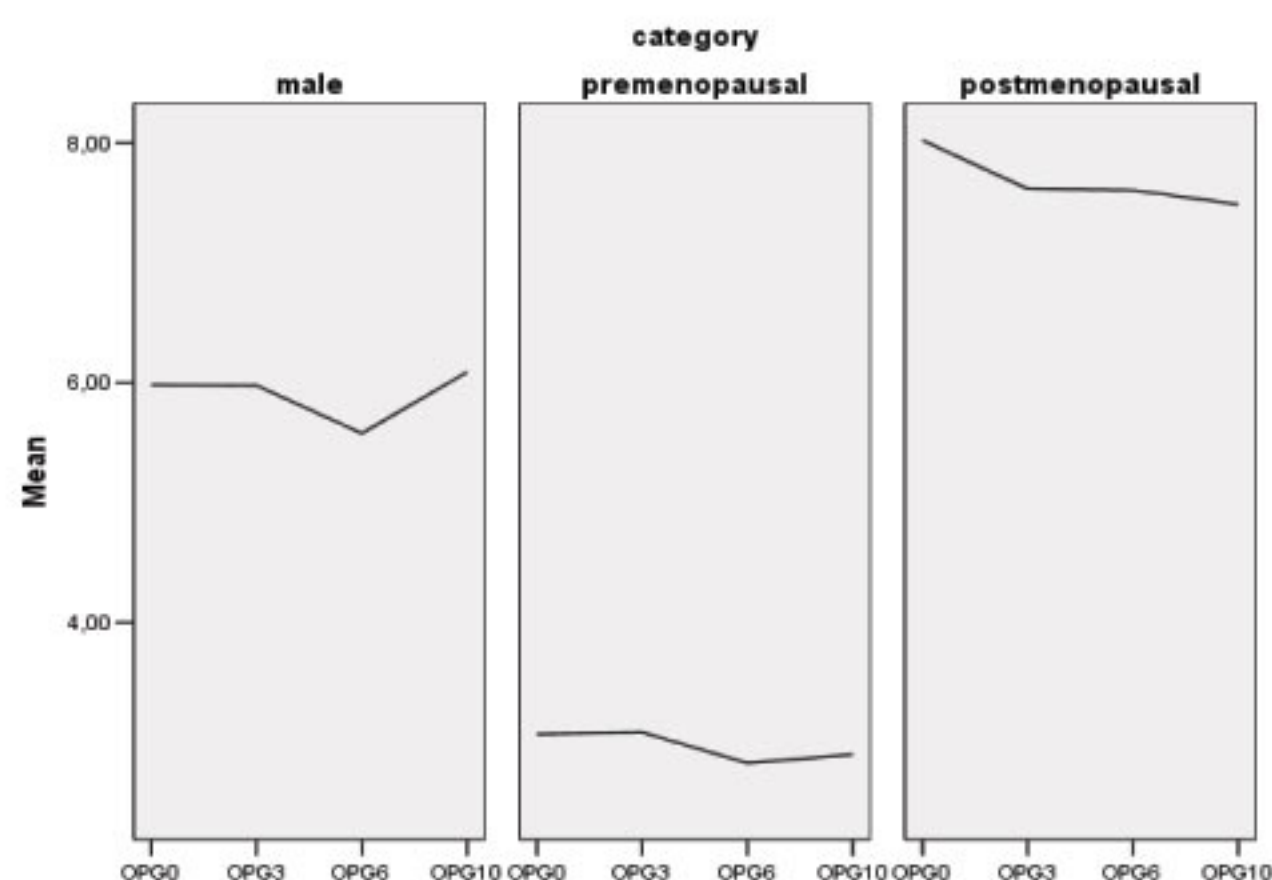 category
male premenopausal postmenopausal
8,00
6,00
4,00
Mean
OPG0 OPG3 OPG6 OPG10 OPG0 OPG3 OPG6 OPG10 OPG0 OPG3 OPG6 OPG10